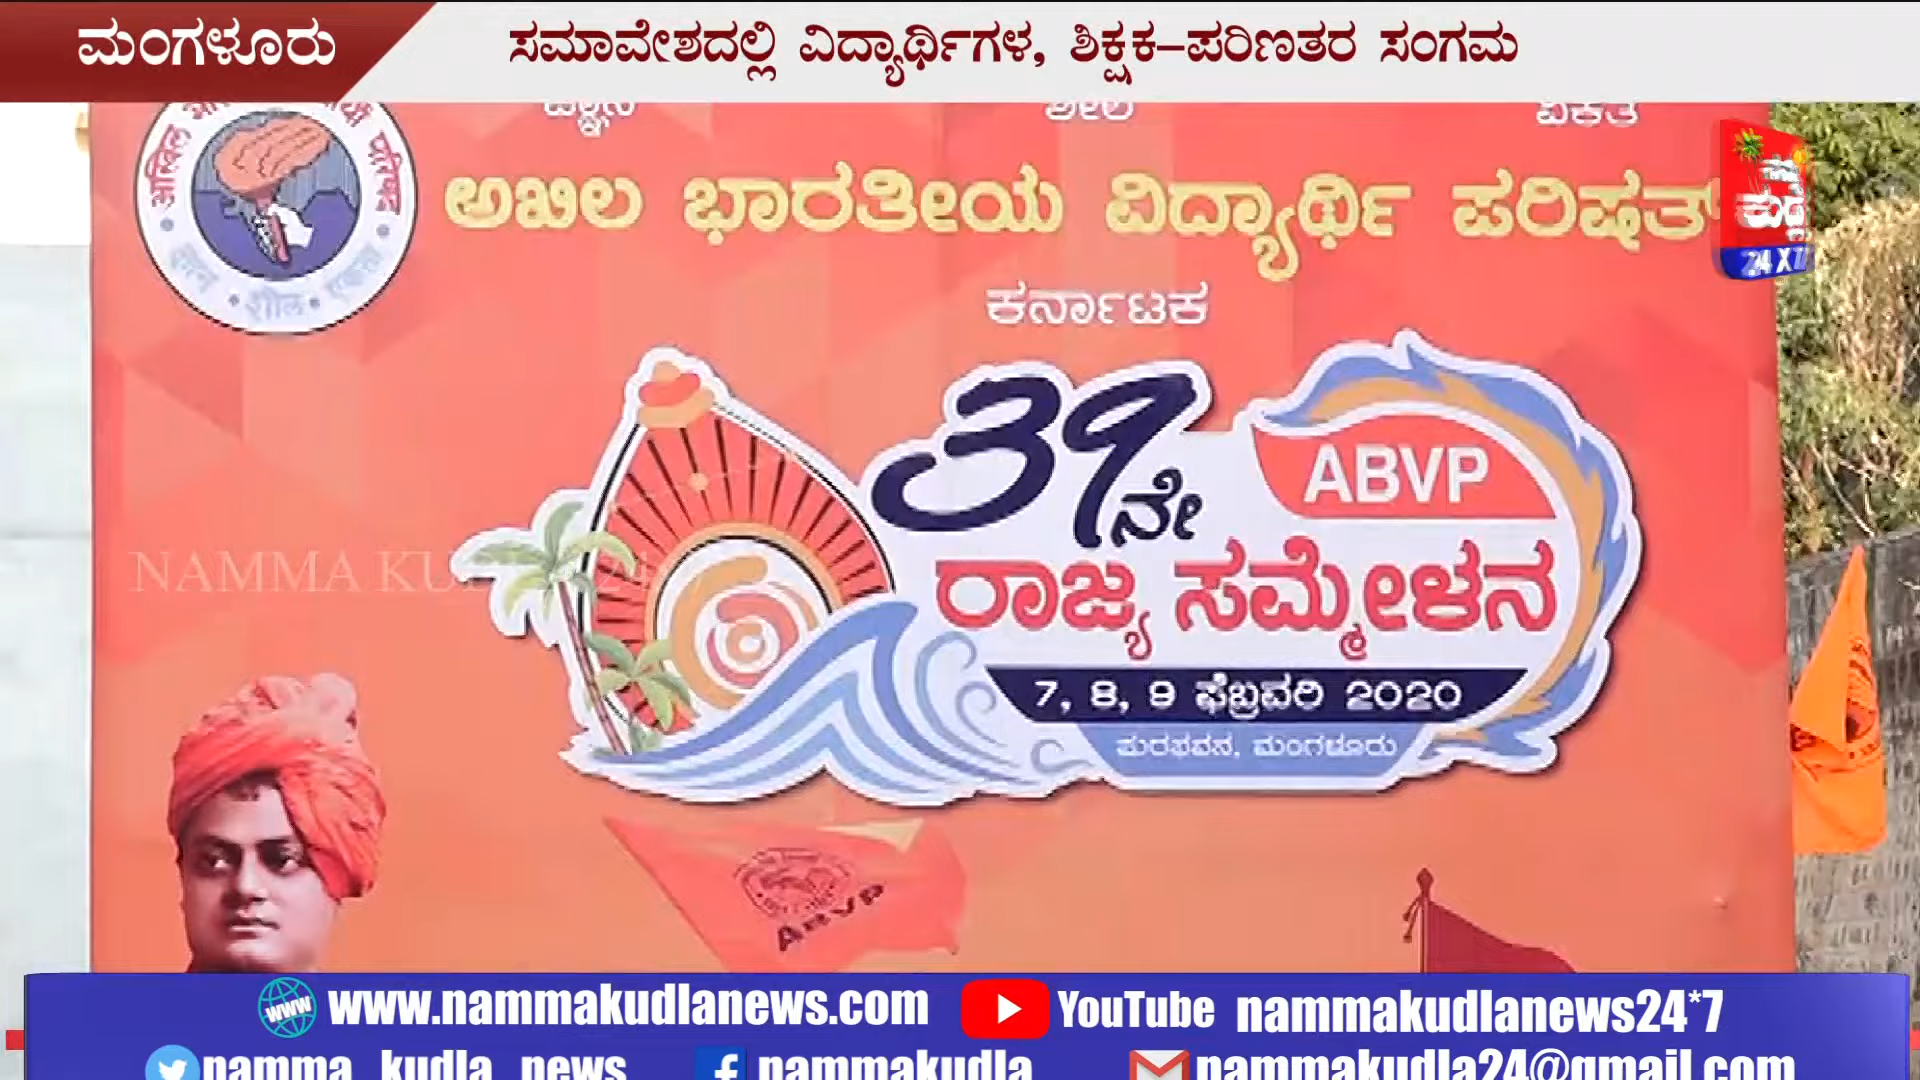 ಮಂಗಳೂರು
ಸಮಾವೇಶದಲ್ಲಿ ವಿದ್ಯಾರ್ಥಿಗಳ, ಶಿಕ್ಷಕ-ಪರಿಣತರ ಸಂಗಮ
ಅಖಿಲ ಭಾರತೀಯ ವಿದ್ಯಾರ್ಥಿ ಪರಿಷತ್
24 X 7
ಕರ್ನಾಟಕ
39ನೇ
ABVP
ರಾಜ್ಯ ಸಮ್ಮೇಳನ
7, 8, 9 ಫೆಬ್ರವರಿ 2020
ಪುರಭವನ, ಮಂಗಳೂರು
NAMMA
ABVP
www.nammakudlanews.com
YouTube nammakudlanews24*7
namma_kudla_news
nammakudla
nammakudla24@gmail.com